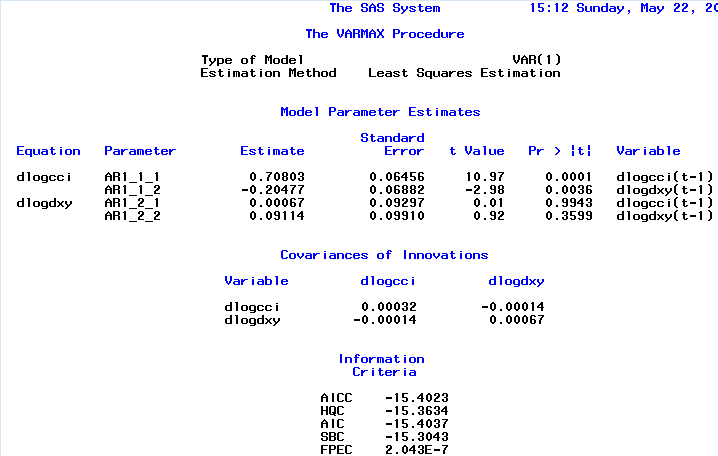 The SAS System 15:12 Sunday, May 22, 20
The VARMAX Procedure
Type of Model VAR(1)
Estimation Method Least Squares Estimation
Model Parameter Estimates
Standard
Equation Parameter Estimate Error t Value Pr > |t| Variable
dlogcci AR1_1_1 0.70803 0.06456 10.97 0.0001 dlogcci(t-1)
AR1_1_2 -0.20477 0.06882 -2.98 0.0036 dlogdxy(t-1)
dlogdxy AR1_2_1 0.00067 0.09297 0.01 0.9943 dlogcci(t-1)
AR1_2_2 0.09114 0.09910 0.92 0.3599 dlogdxy(t-1)
Covariances of Innovations
Variable dlogcci dlogdxy
dlogcci 0.00032 -0.00014
dlogdxy -0.00014 0.00067
Information
Criteria
AICC -15.4023
HQC -15.3634
AIC -15.4037
SBC -15.3043
FPEC 2.043E-7